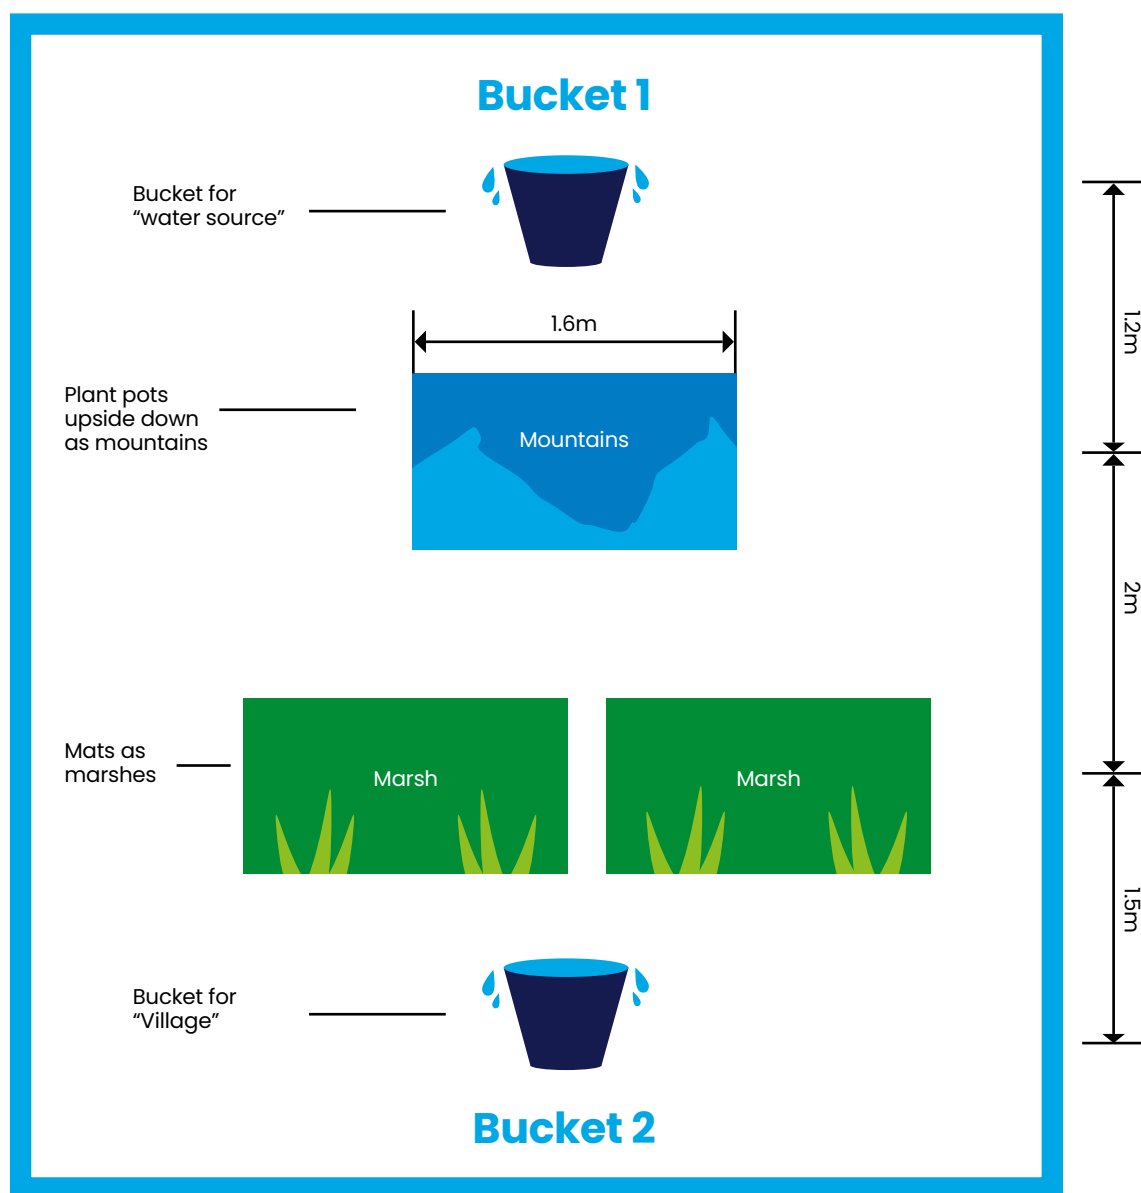 Bucket 1
Bucket for
“water source”
1.2m
1.6m
Plant pots
upside down
as mountains
Mountains
2m
Mats as
marshes
Marsh
Marsh
1.5m
Bucket for
“Village”
Bucket 2